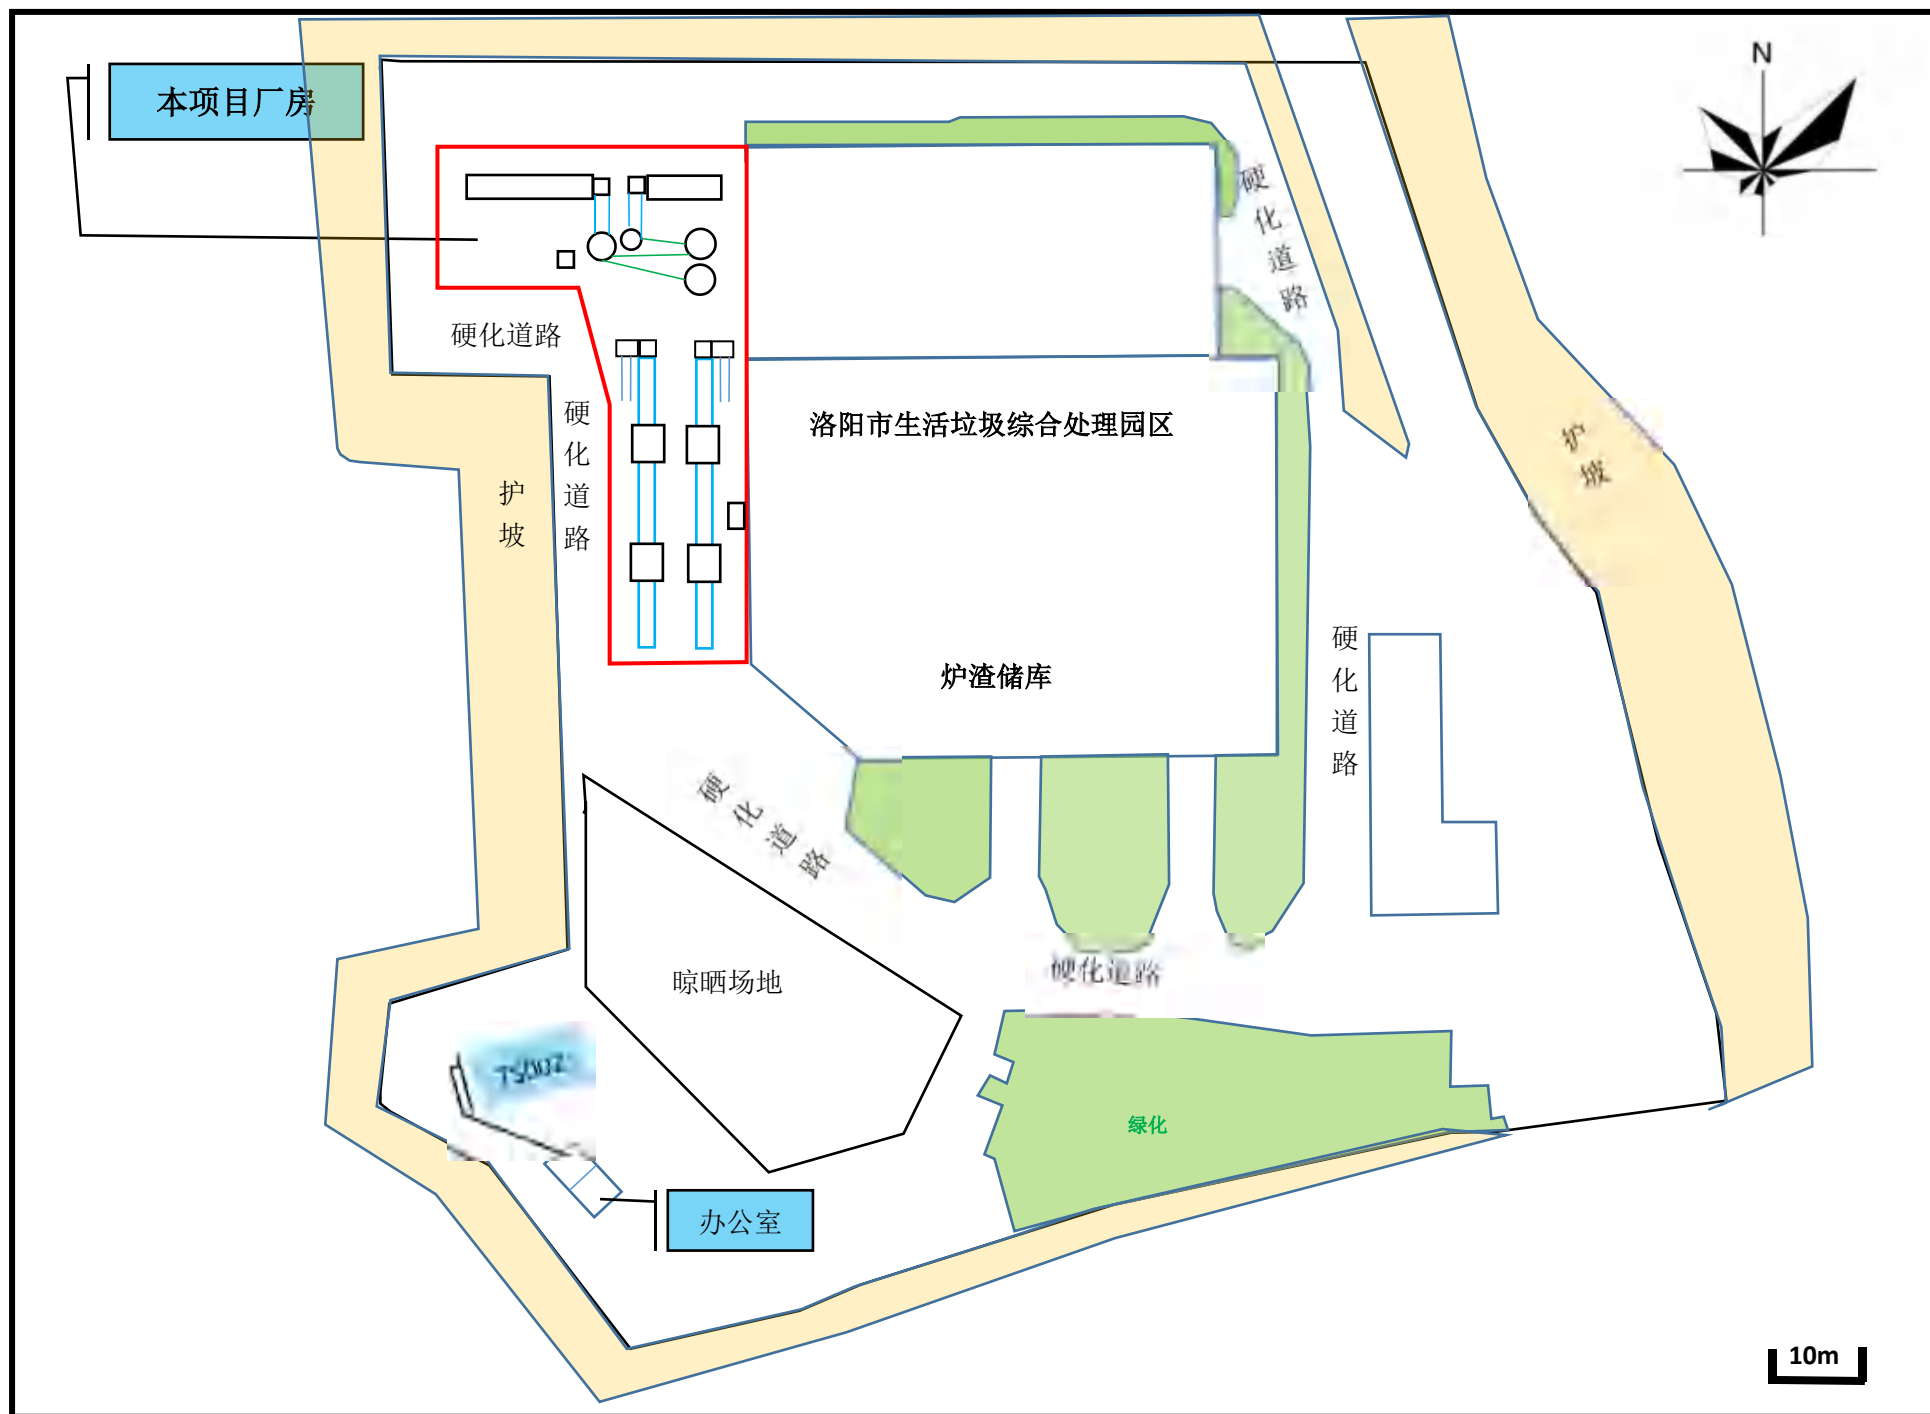 N
本项目厂房
硬化道路
硬化道路
硬化道路
洛阳市生活垃圾综合处理园区
护坡
护坡
炉渣储库
硬化道路
硬化道路
硬化道路
晾晒场地
绿化
办公室
10m